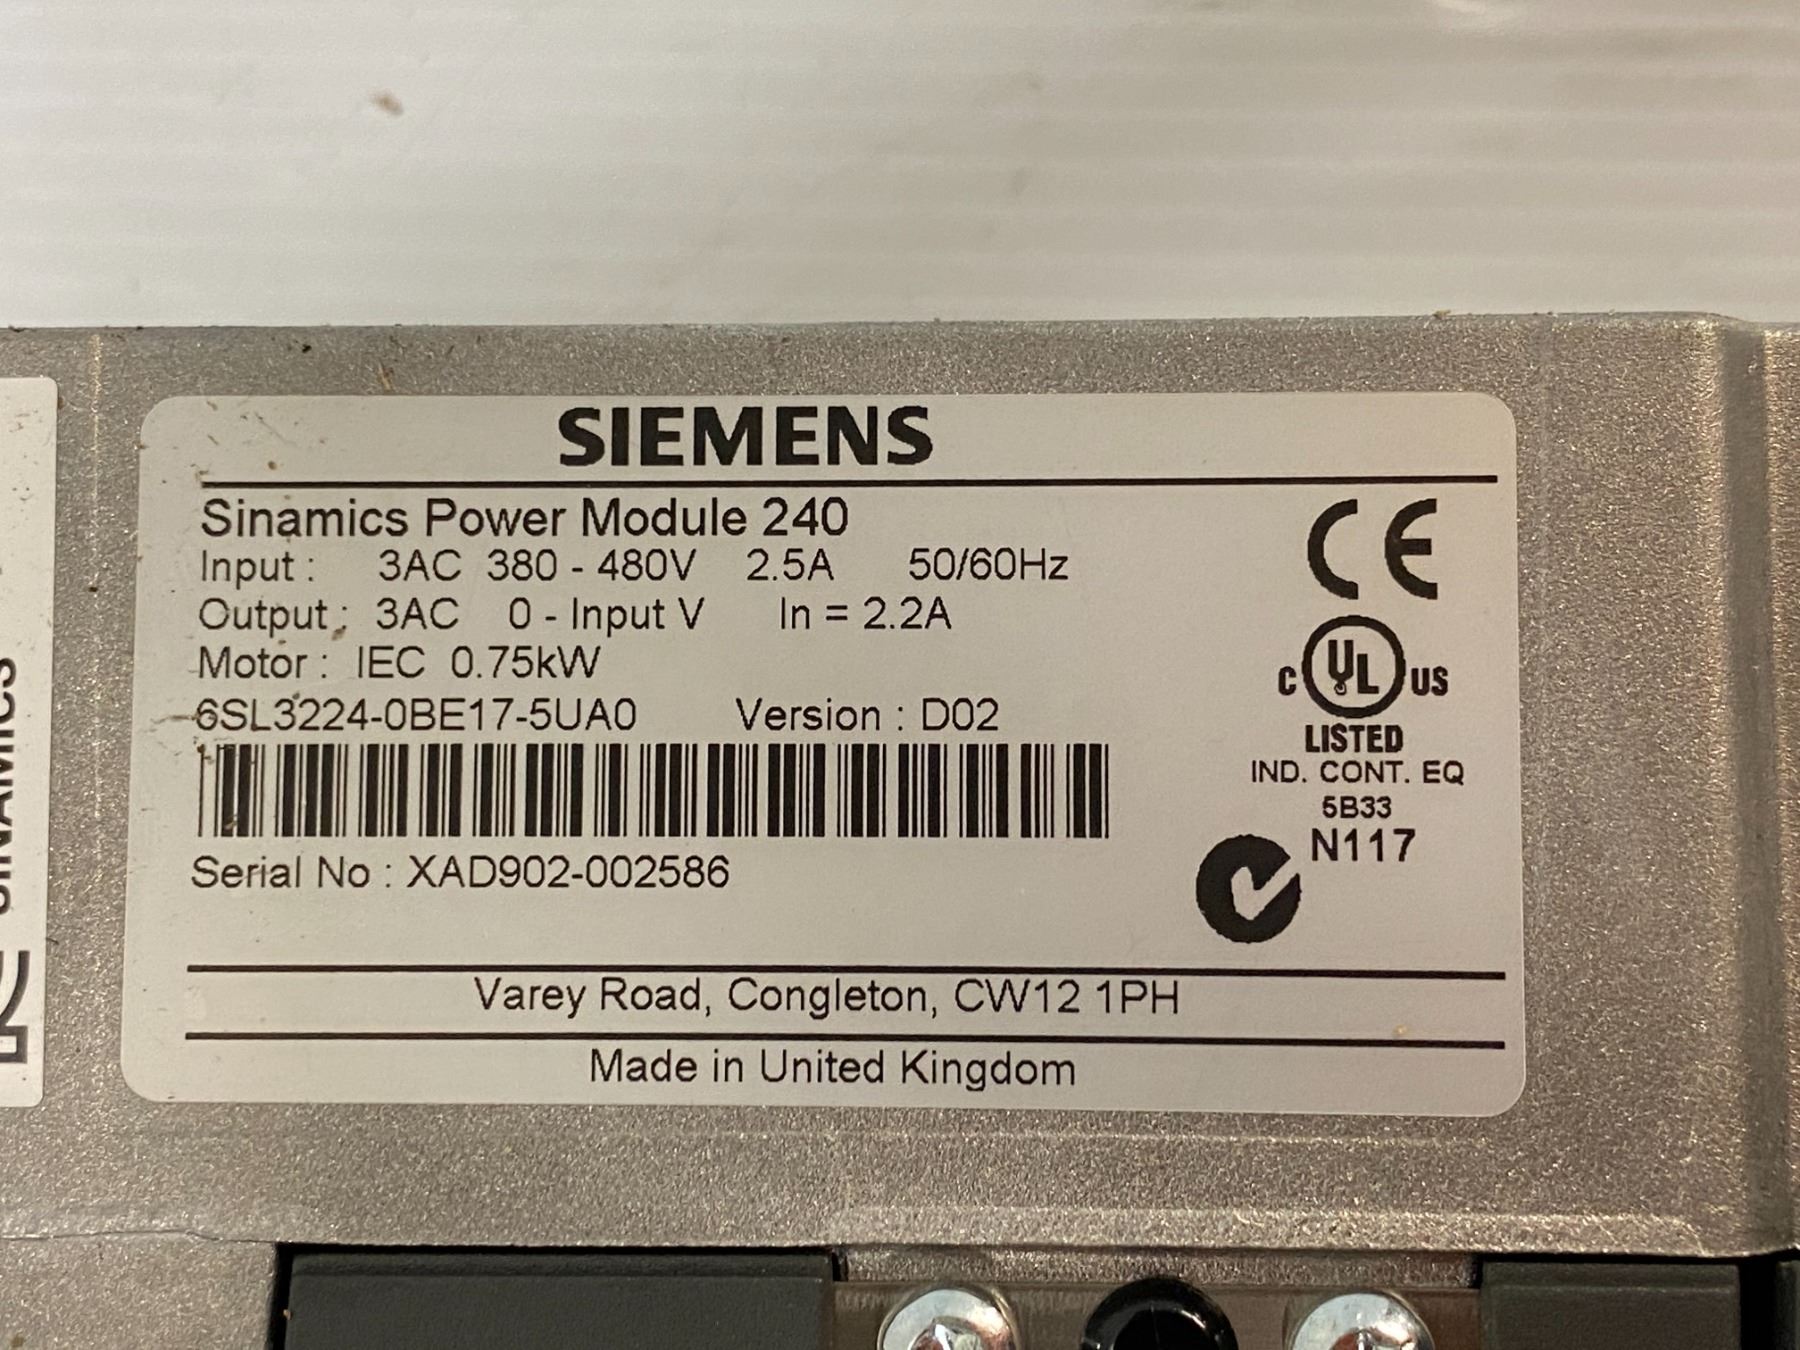 SIEMENS
Sinamics Power Module 240
Input : 3AC 380 - 480V 2.5A 50/60Hz
Output : 3AC 0 - Input V In = 2.2A
Motor : IEC 0.75kW
6SL3224-0BE17-5UA0 Version : D02
Serial No : XAD902-002586
CE
C UL US
LISTED
IND. CONT. EQ
5B33
N117
Varey Road, Congleton, CW12 1PH
Made in United Kingdom
SINAMICS